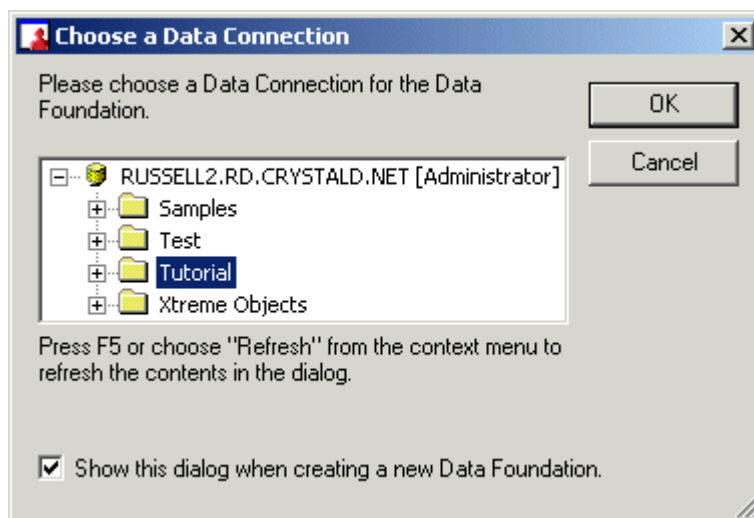 Choose a Data Connection
Please choose a Data Connection for the Data
Foundation.
OK
Cancel
RUSSELL2.RD.CRYSTALD.NET [Administrator]
Samples
Test
Tutorial
Xtreme Objects
Press F5 or choose "Refresh" from the context menu to
refresh the contents in the dialog.
Show this dialog when creating a new Data Foundation.